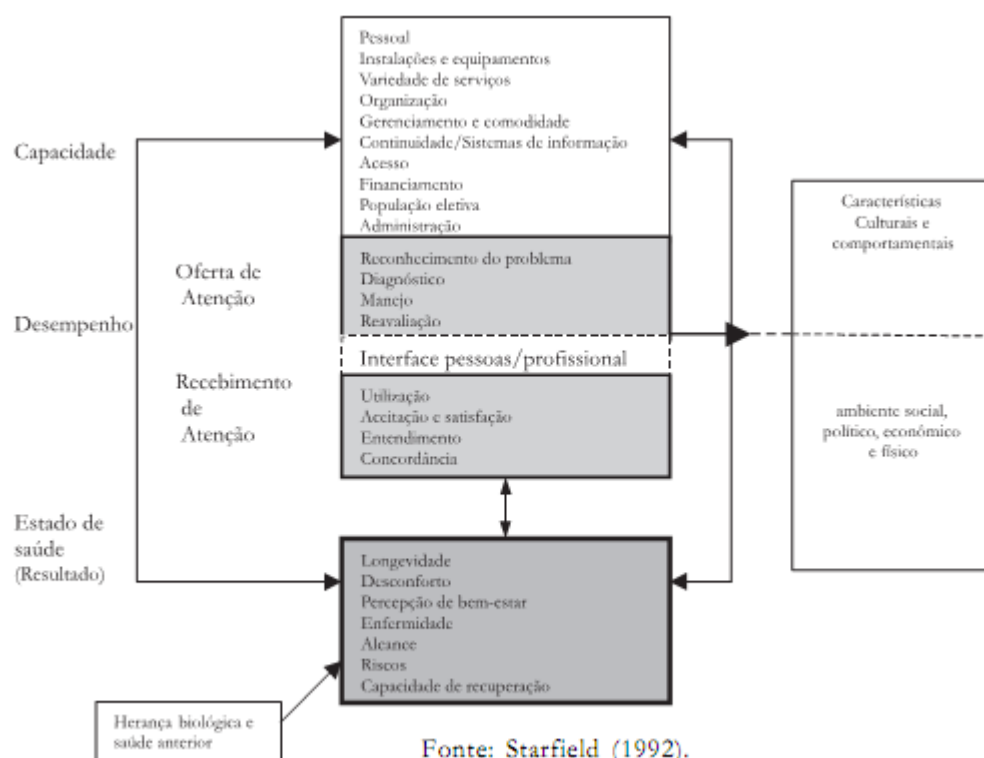 Capacidade
Pessoal
Instalações e equipamentos
Variedade de serviços
Organização
Gerenciamento e comodidade
Continuidade/Sistemas de informação
Acesso
Financiamento
População eletiva
Administração
Desempenho
Oferta de
Atenção
Reconhecimento do problema
Diagnóstico
Manejo
Reavaliação
Interface pessoas/profissional
Recebimento
de
Atenção
Utilização
Aceitação e satisfação
Entendimento
Concordância
Características
Culturais e
comportamentais
ambiente social,
político, económico
e físico
Estado de
saúde
(Resultado)
Longevidade
Desconforto
Percepção de bem-estar
Enfermidade
Alcance
Riscos
Capacidade de recuperação
Herança biológica e
saúde anterior
Fonte: Starfield (1992).